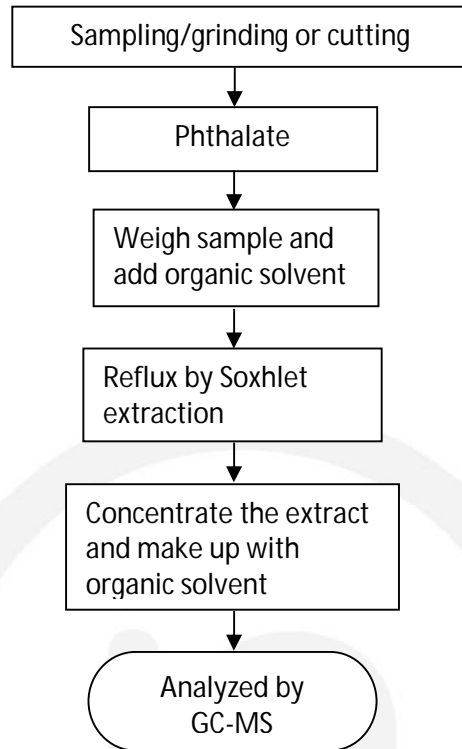 Sampling/grinding or cutting
Phthalate
Weigh sample and
add organic solvent
Reflux by Soxhlet
extraction
Concentrate the extract
and make up with
organic solvent
Analyzed by
GC-MS